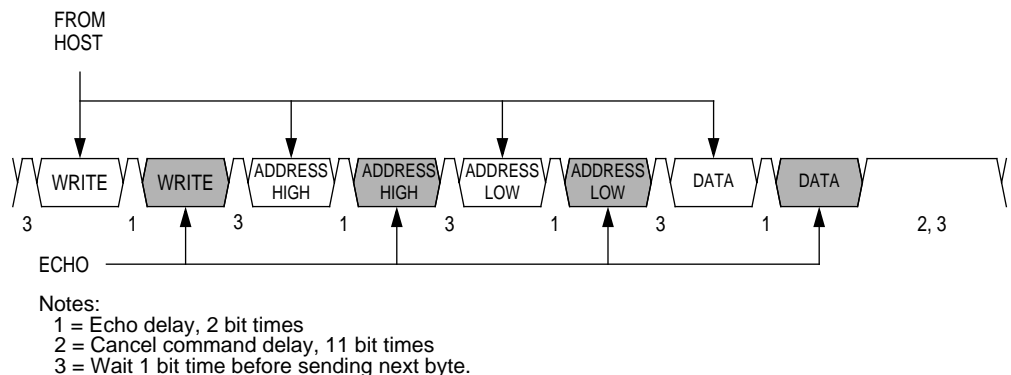 FROM
HOST
WRITE
WRITE
ADDRESS
HIGH
ADDRESS
HIGH
ADDRESS
LOW
ADDRESS
LOW
DATA
DATA
3 1 3 1 3 1 3 1 2, 3
ECHO
Notes:
1 = Echo delay, 2 bit times
2 = Cancel command delay, 11 bit times
3 = Wait 1 bit time before sending next byte.